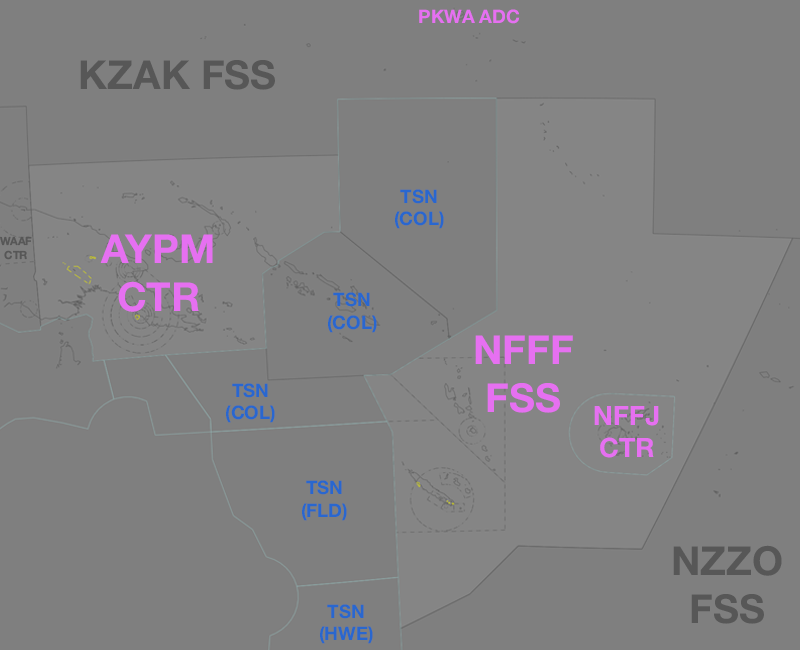 PKWA ADC
KZAK FSS
TSN
(COL)
WAAF
CTR
AYPM
CTR
TSN
(COL)
NFFF
FSS
TSN
(COL)
NFFJ
CTR
TSN
(FLD)
NZZO
FSS
TSN
(HWE)